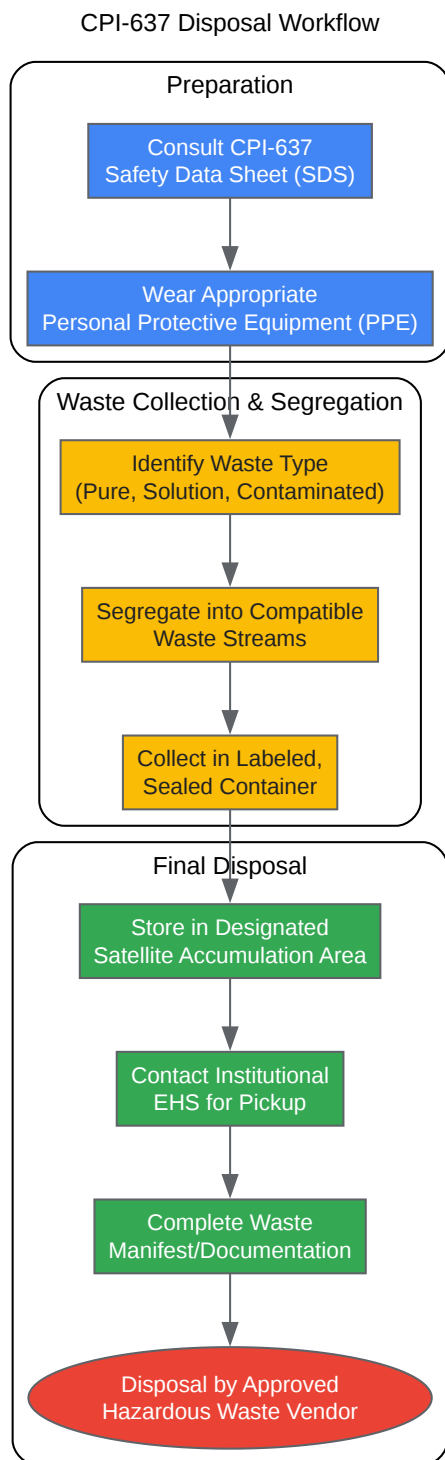 CPI-637 Disposal Workflow
Preparation
Consult CPI-637
Safety Data Sheet (SDS)
Wear Appropriate
Personal Protective Equipment (PPE)
Waste Collection & Segregation
Identify Waste Type
(Pure, Solution, Contaminated)
Segregate into Compatible
Waste Streams
Collect in Labeled,
Sealed Container
Final Disposal
Store in Designated
Satellite Accumulation Area
Contact Institutional
EHS for Pickup
Complete Waste
Manifest/Documentation
Disposal by Approved
Hazardous Waste Vendor